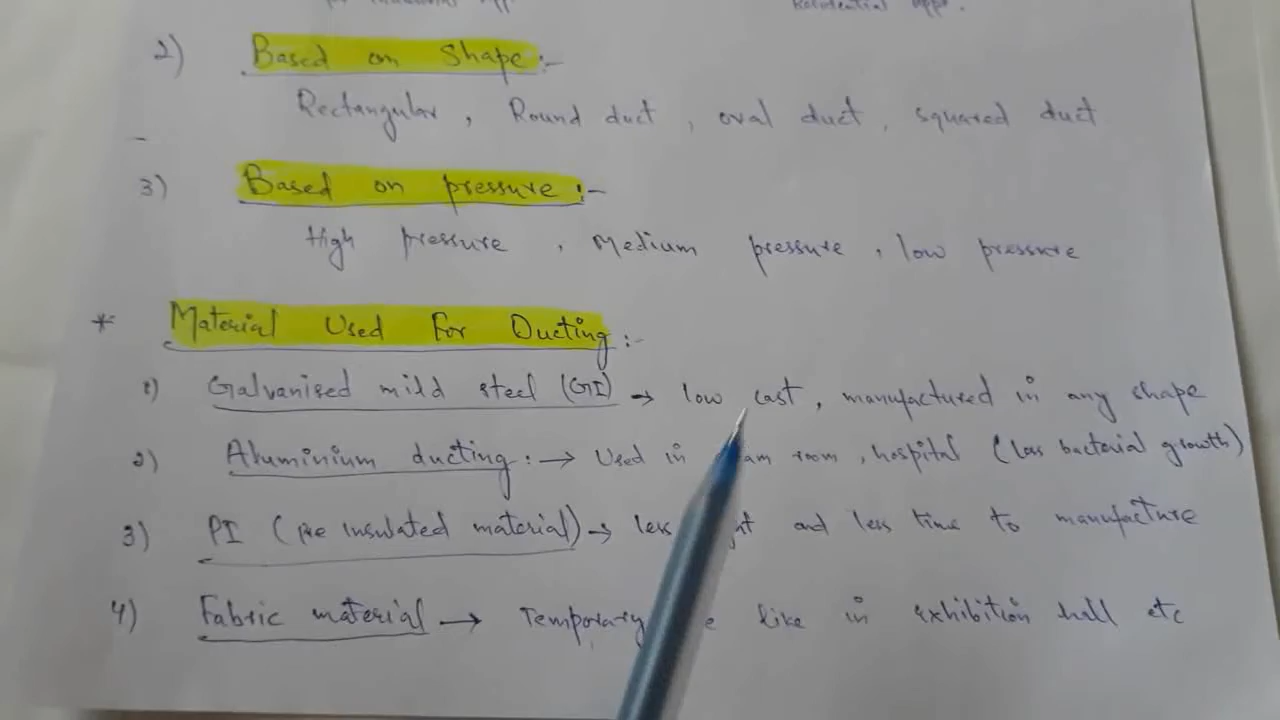 Residential app.
2) Based on Shape:-
Rectangular, Round duct, oval duct, squared duct
3) Based on pressure:-
High pressure, Medium pressure, low pressure
* Material Used For Ducting:-
1) Galvanised mild steel (GI) → low cast, manufactured in any shape
2) Aluminium ducting:→ Used in room, hospital (less bacterial growth)
3) PI (pre insulated material) → less and less time to manufacture
4) Fabric material → Temporary like in exhibition hall etc